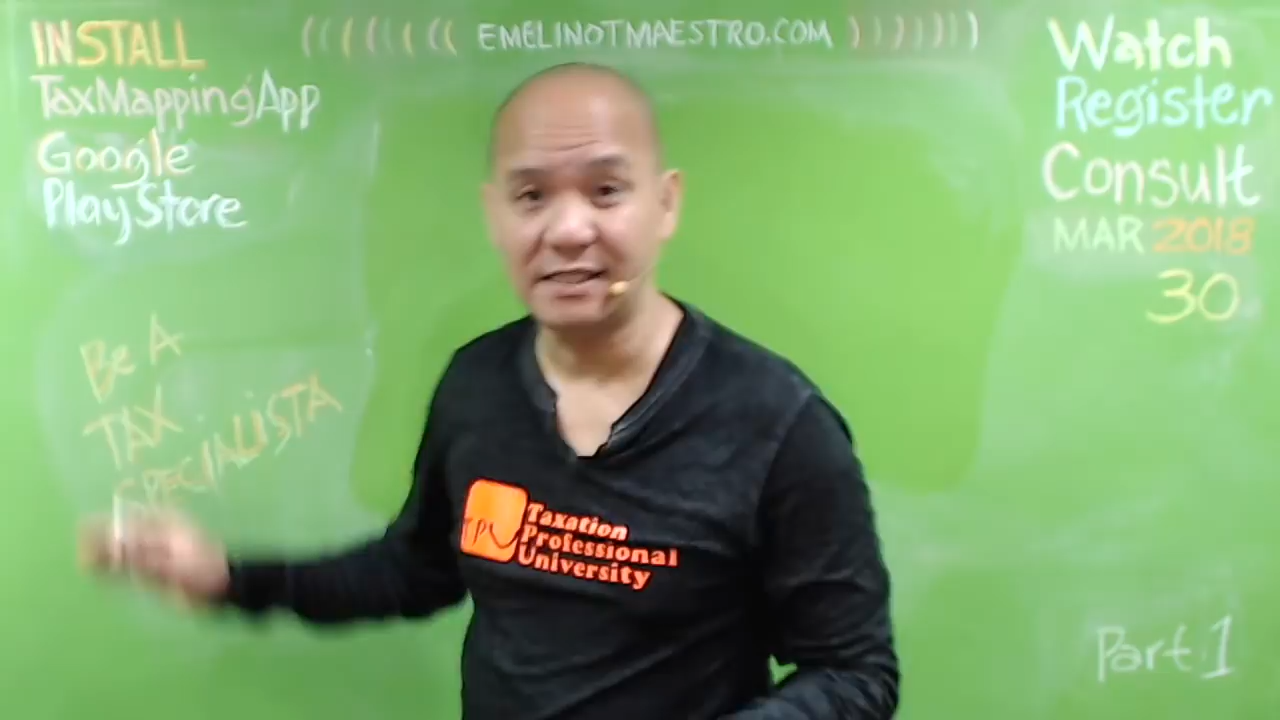 INSTALL
TaxMappingApp
Google
PlayStore
(((((((( EMELINOTMAESTRO.COM ))))))))
Watch
Register
Consult
MAR 2018
30
Be A
TAX
SPECIALISTA
TPU
Taxation
Professional
University
Part 1